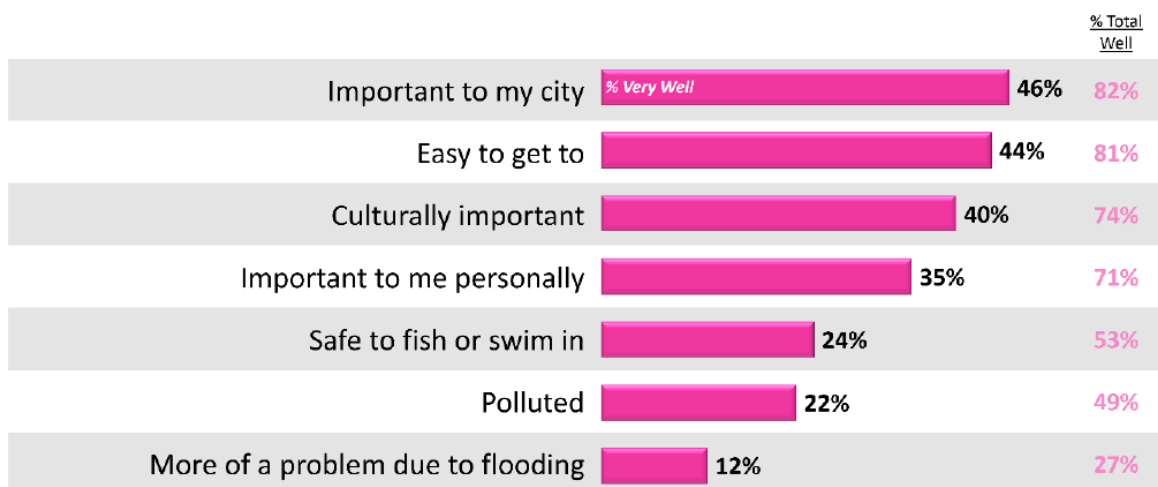 % Total
Well
Important to my city % Very Well 46% 82%
Easy to get to 44% 81%
Culturally important 40% 74%
Important to me personally 35% 71%
Safe to fish or swim in 24% 53%
Polluted 22% 49%
More of a problem due to flooding 12% 27%